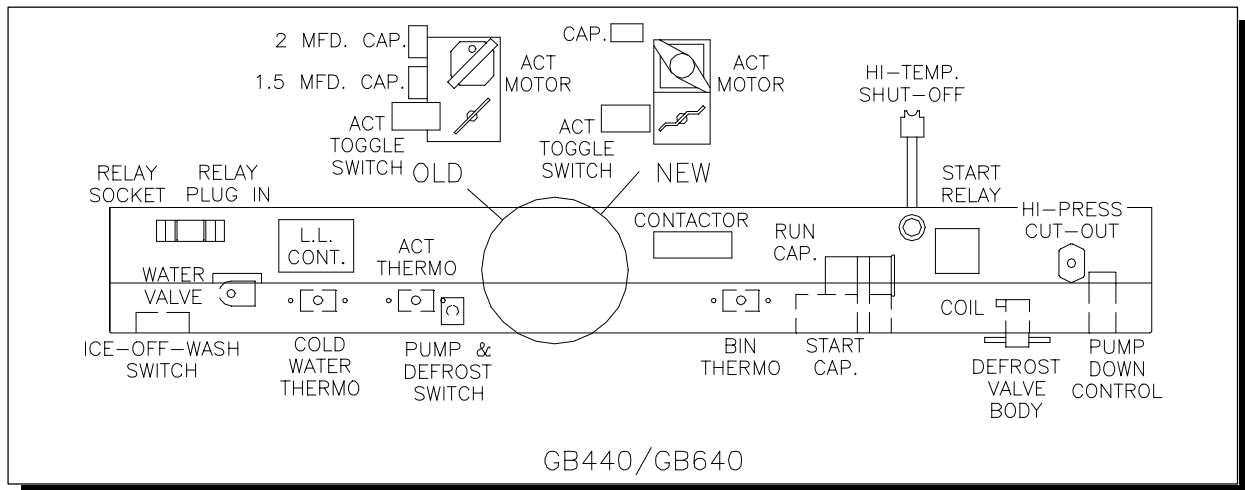 2 MFD. CAP.
1.5 MFD. CAP.
ACT
MOTOR
ACT
TOGGLE
SWITCH
OLD
CAP.
ACT
MOTOR
ACT
TOGGLE
SWITCH
NEW
HI-TEMP.
SHUT-OFF
RELAY
SOCKET
RELAY
PLUG IN
L.L.
CONT.
ACT
THERMO
WATER
VALVE
CONTACTOR
RUN
CAP.
START
RELAY
HI-PRESS
CUT-OUT
COIL
ICE-OFF-WASH
SWITCH
COLD
WATER
THERMO
PUMP &
DEFROST
SWITCH
BIN
THERMO
START
CAP.
DEFROST
VALVE
BODY
PUMP
DOWN
CONTROL
GB440/GB640